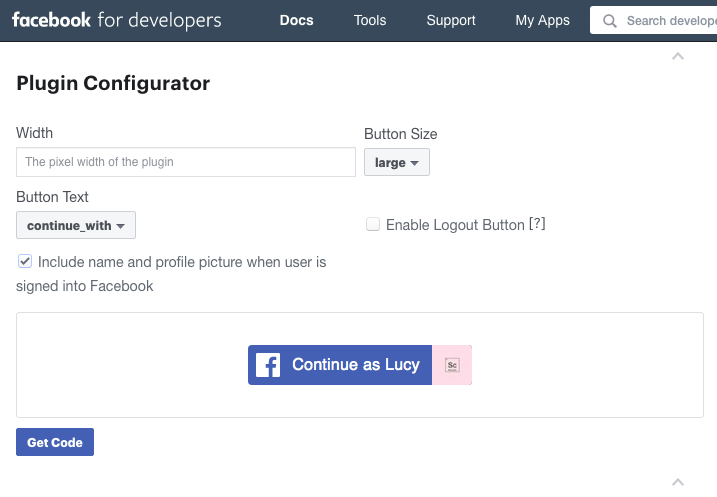 facebook for developers Docs Tools Support My Apps Search develope
Plugin Configurator
Width Button Size
The pixel width of the plugin large
Button Text
continue_with Enable Logout Button [?]
Include name and profile picture when user is
signed into Facebook
Continue as Lucy Sc
Get Code